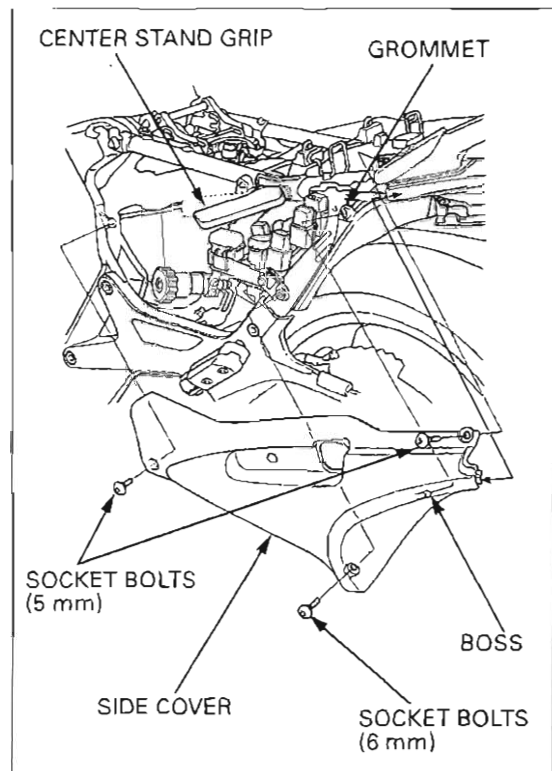 CENTER STAND GRIP
GROMMET
SOCKET BOLTS
(5 mm)
BOSS
SIDE COVER
SOCKET BOLTS
(6 mm)